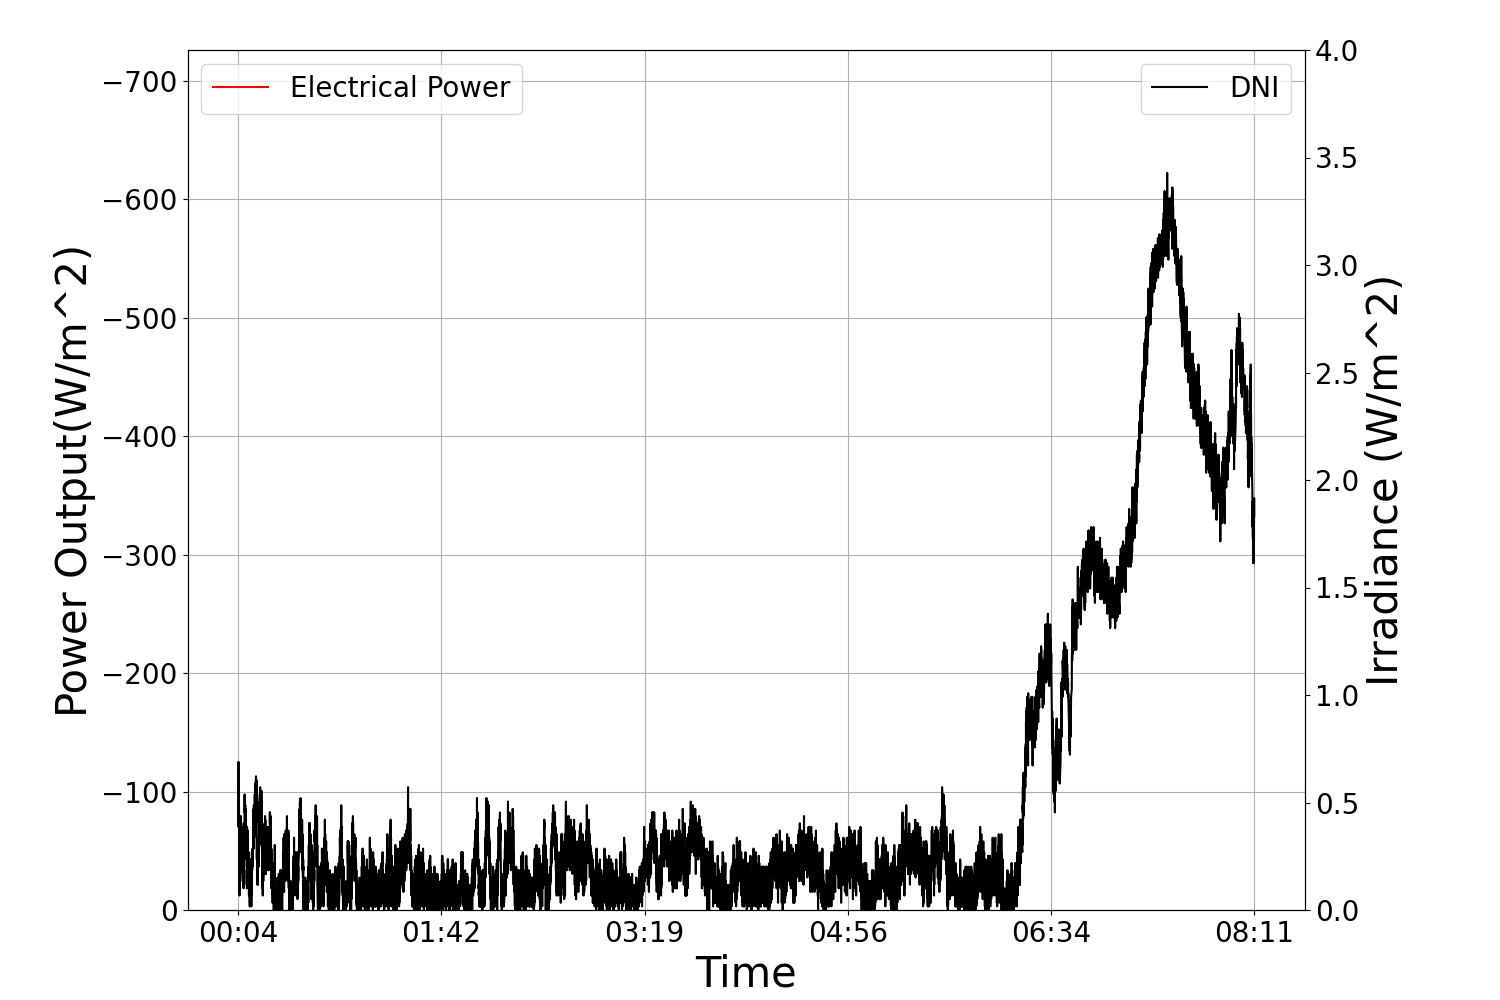 Electrical Power
DNI
Power Output(W/m^2)
−700
−600
−500
−400
−300
−200
−100
0
4.0
3.5
3.0
2.5
2.0
1.5
1.0
0.5
0.0
Irradiance (W/m^2)
00:04 01:42 03:19 04:56 06:34 08:11
Time